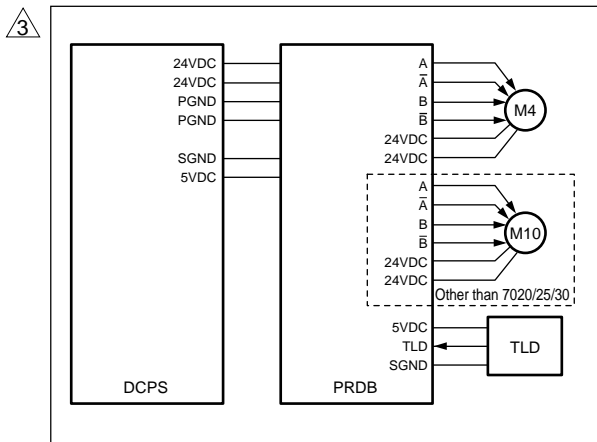 3
24VDC
24VDC
PGND
PGND
SGND
5VDC
DCPS
PRDB
A
A̅
B
B̅
24VDC
24VDC
M4
A
A̅
B
B̅
24VDC
24VDC
M10
Other than 7020/25/30
5VDC
TLD
SGND
TLD